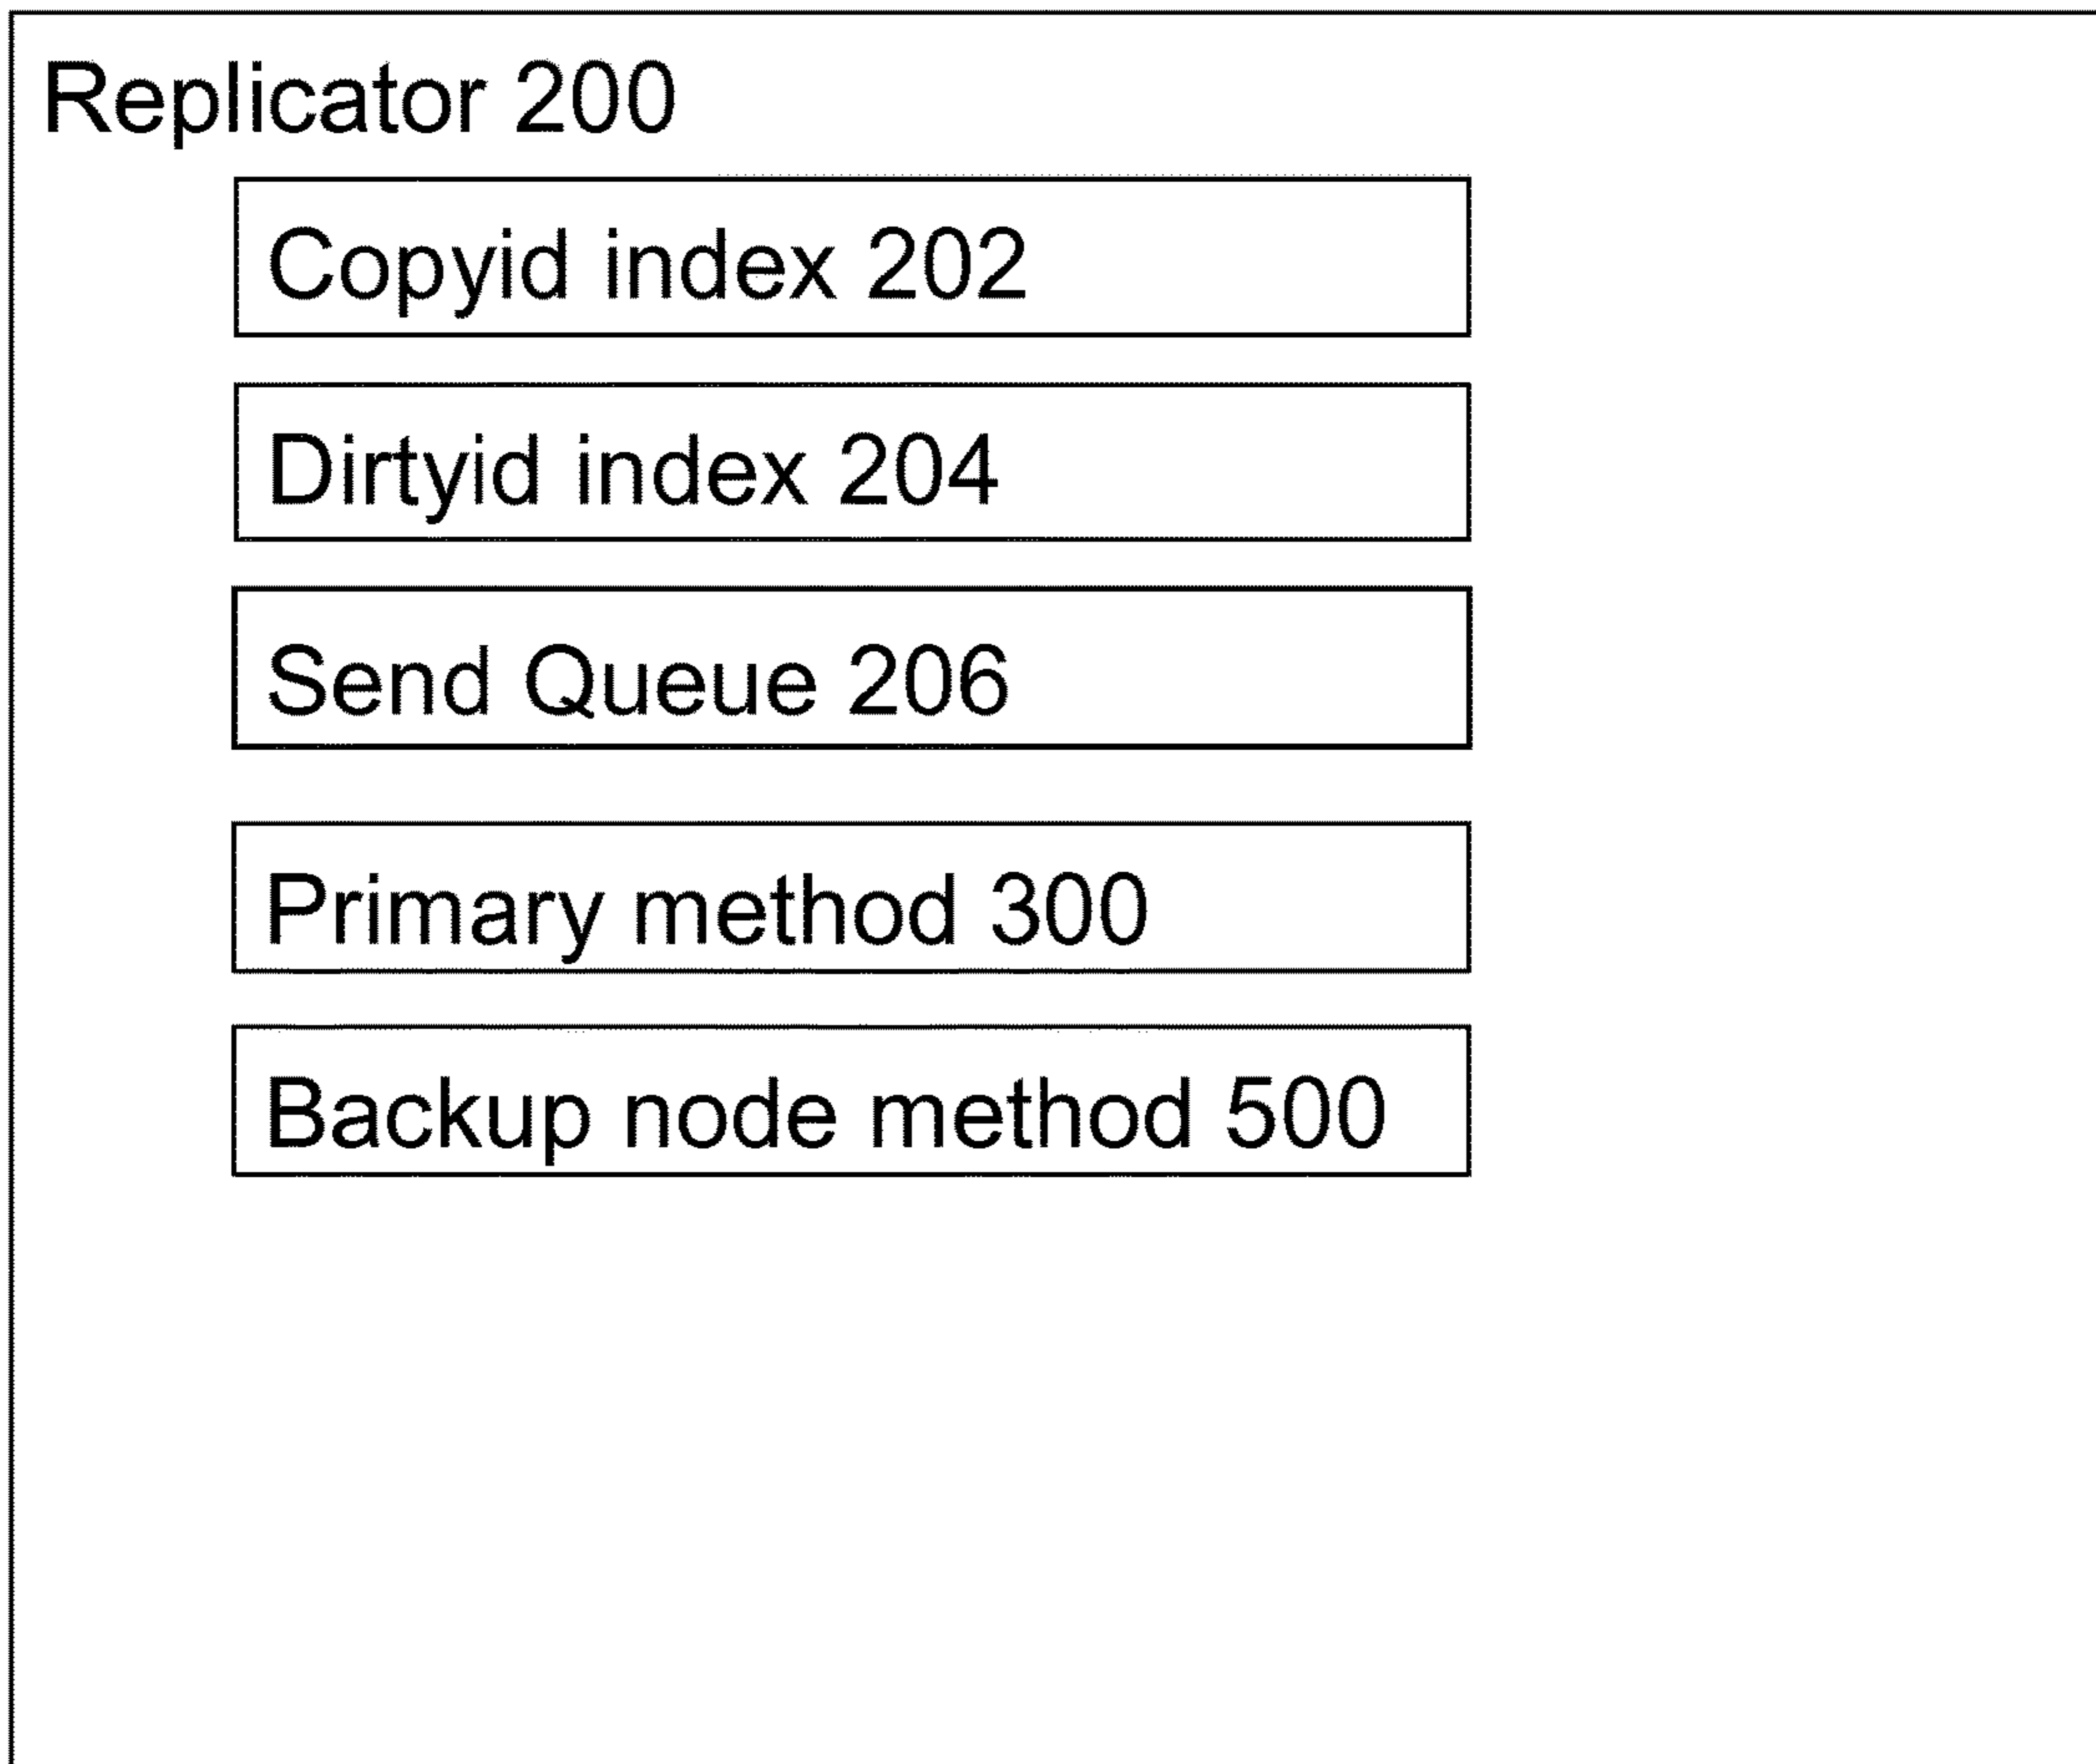 Replicator 200
Copyid index 202
Dirtyid index 204
Send Queue 206
Primary method 300
Backup node method 500